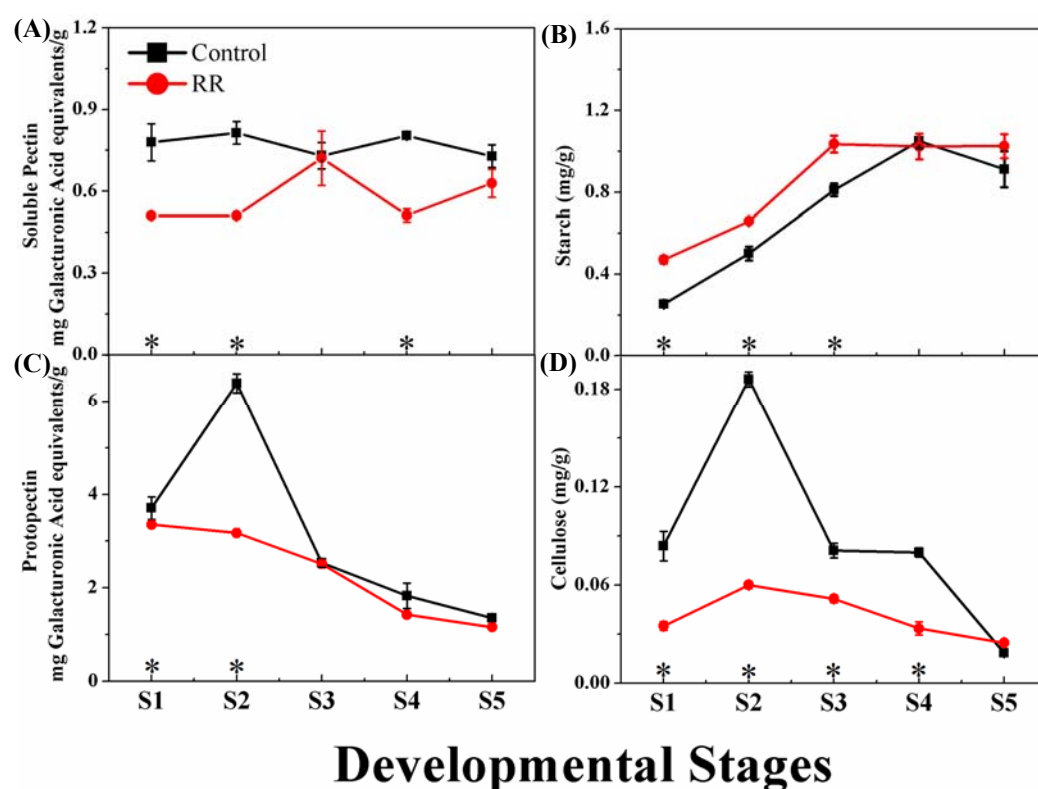 (A)
Soluble Pectin
mg Galacturonic Acid equivalents/g
1.2
0.9
0.6
0.3
0.0
Control
RR
* * *
(B)
Starch (mg/g)
1.6
1.2
0.8
0.4
0.0
* * *
(C)
Protopectin
mg Galacturonic Acid equivalents/g
6
4
2
0
* *
S1 S2 S3 S4 S5
(D)
Cellulose (mg/g)
0.18
0.12
0.06
0.00
* * * *
S1 S2 S3 S4 S5
Developmental Stages